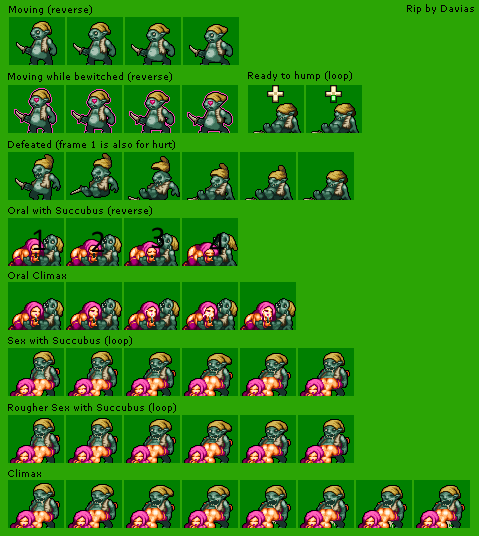 Moving (reverse)
Rip by Davias
Moving while bewitched (reverse)
Ready to hump (loop)
Defeated (frame 1 is also for hurt)
Oral with Succubus (reverse)
1 2 3 4
Oral Climax
Sex with Succubus (loop)
Rougher Sex with Succubus (loop)
Climax